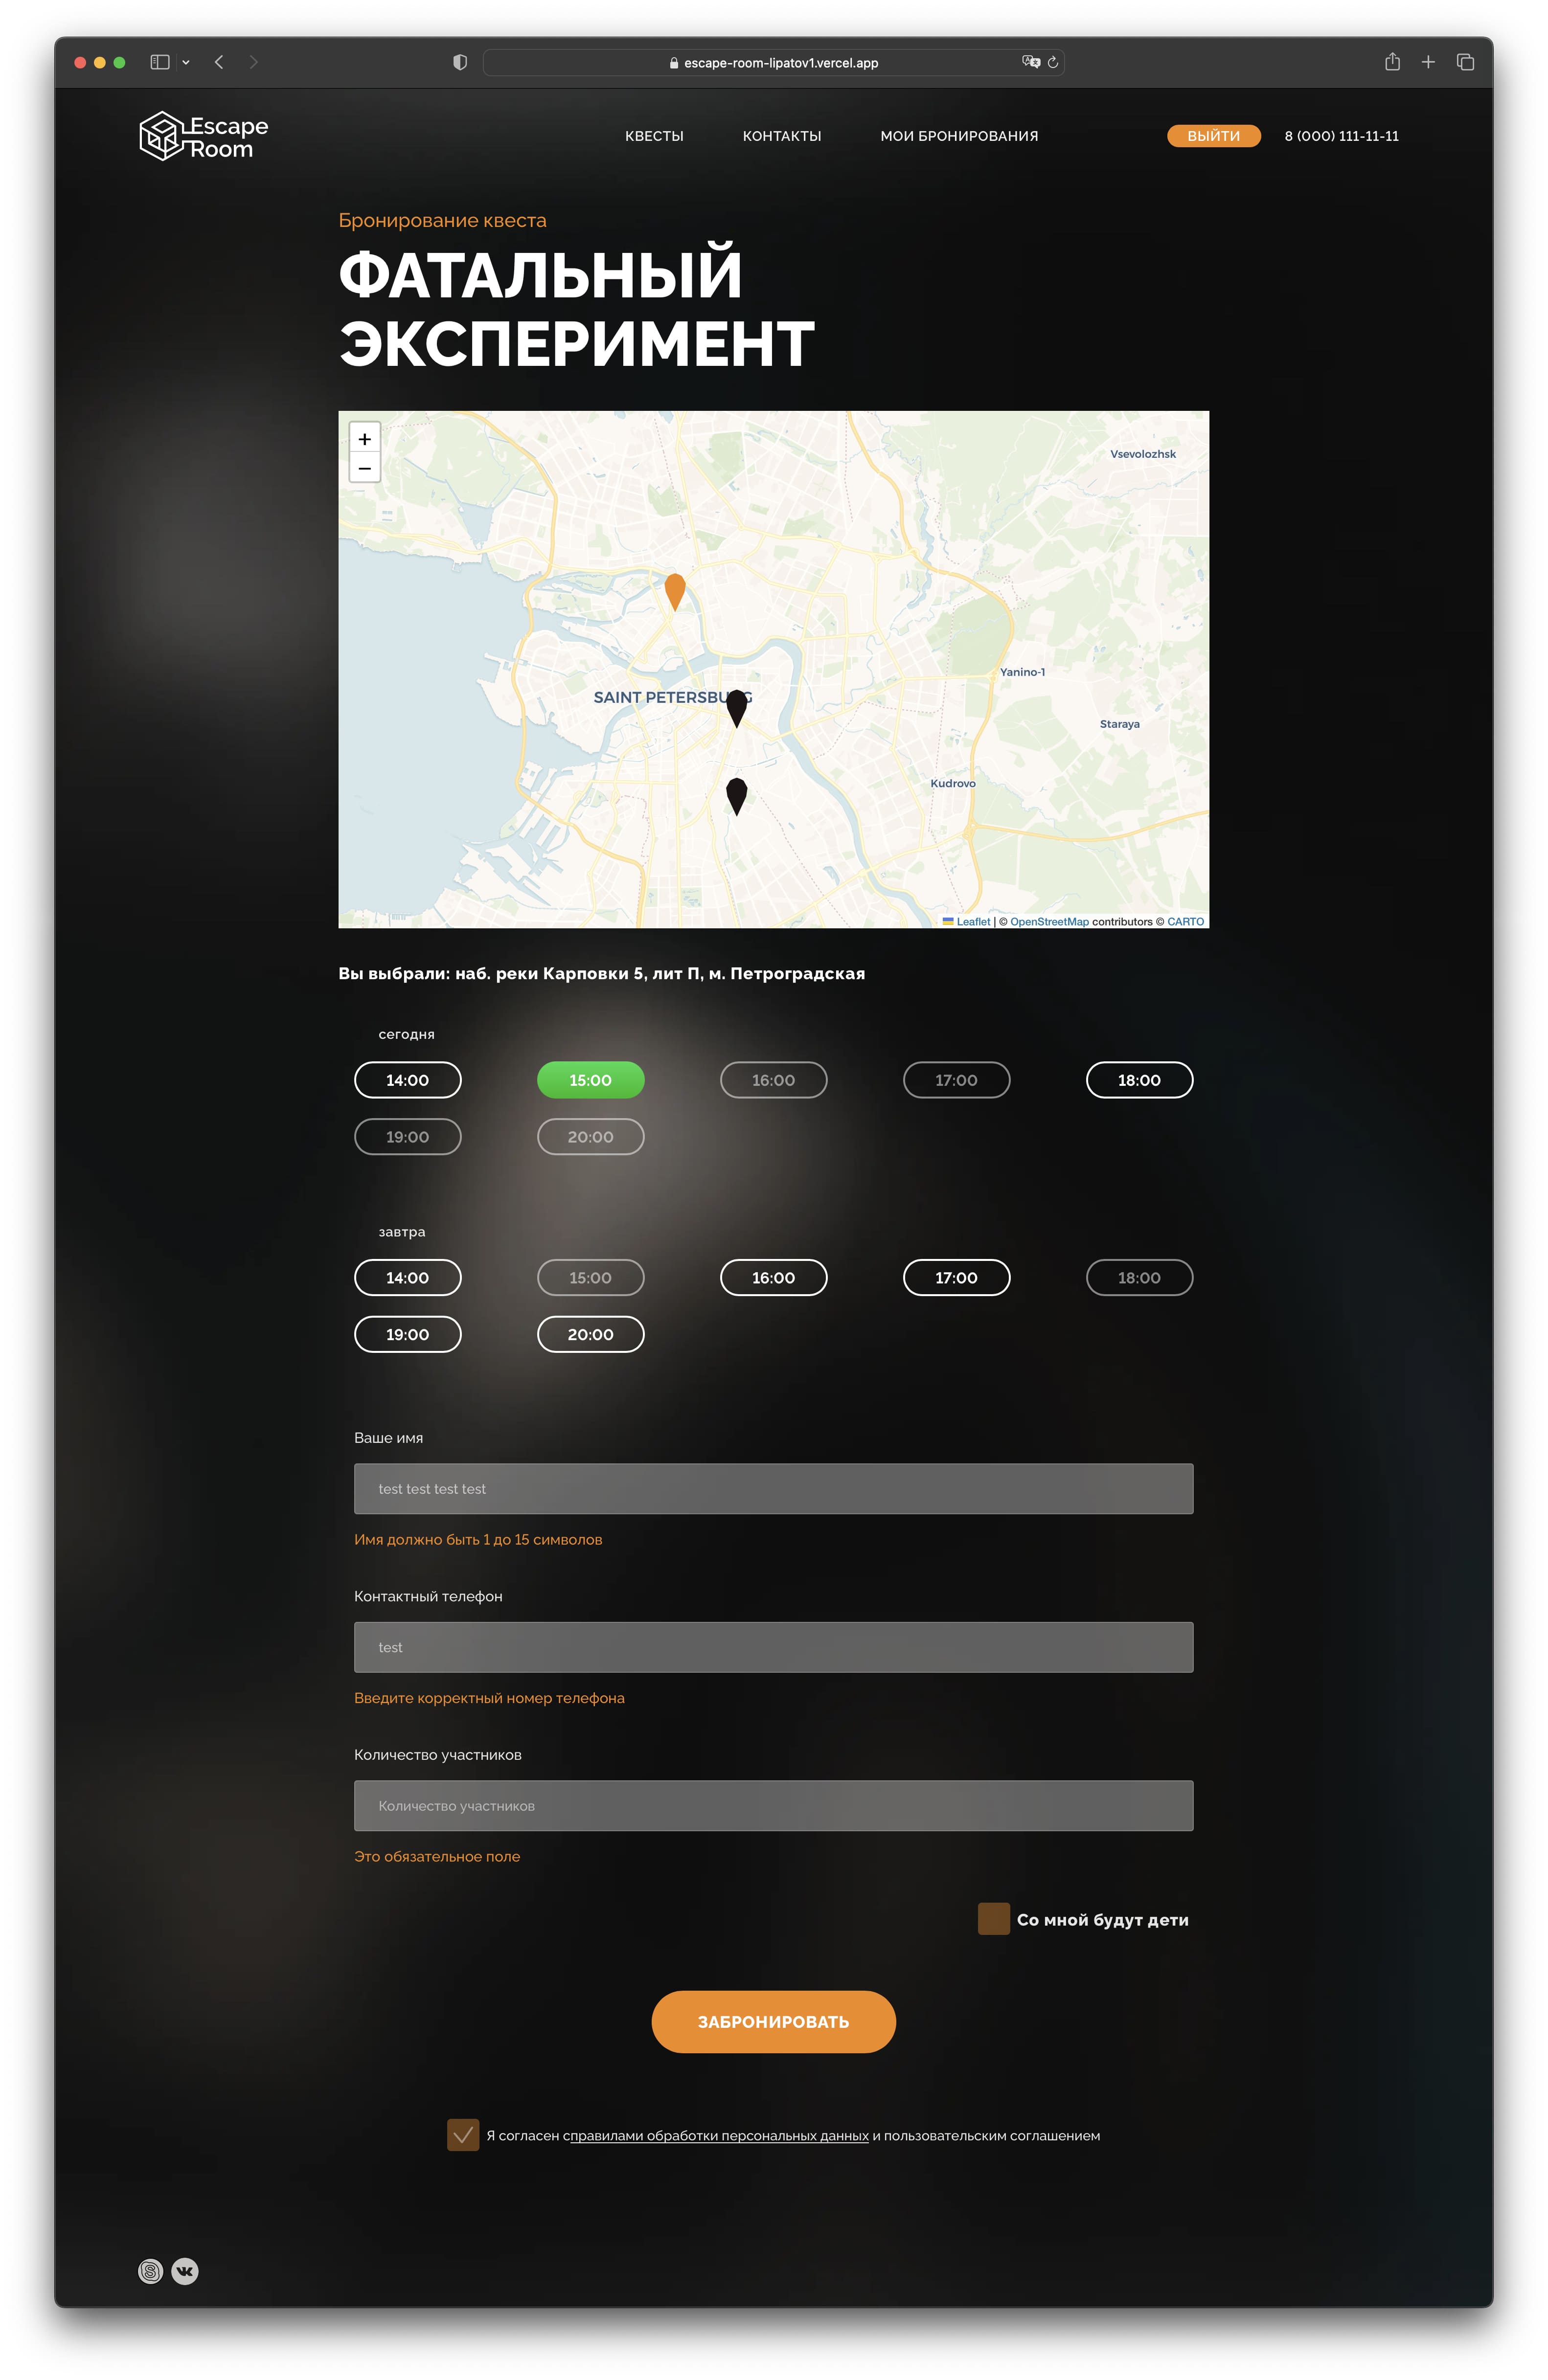 escape-room-lipatov1.vercel.app
Escape
Room
КВЕСТЫ
КОНТАКТЫ
МОИ БРОНИРОВАНИЯ
ВЫЙТИ
8 (000) 111-11-11
Бронирование квеста
ФАТАЛЬНЫЙ
ЭКСПЕРИМЕНТ
+
−
Vsevolozhsk
Yanino-1
SAINT PETERSBU G
Staraya
Kudrovo
Leaflet | © OpenStreetMap contributors © CARTO
Вы выбрали: наб. реки Карповки 5, лит П, м. Петроградская
сегодня
14:00 15:00 16:00 17:00 18:00
19:00 20:00
завтра
14:00 15:00 16:00 17:00 18:00
19:00 20:00
Ваше имя
test test test test
Имя должно быть 1 до 15 символов
Контактный телефон
test
Введите корректный номер телефона
Количество участников
Количество участников
Это обязательное поле
Со мной будут дети
ЗАБРОНИРОВАТЬ
Я согласен справилами обработки персональных данных и пользовательским соглашением